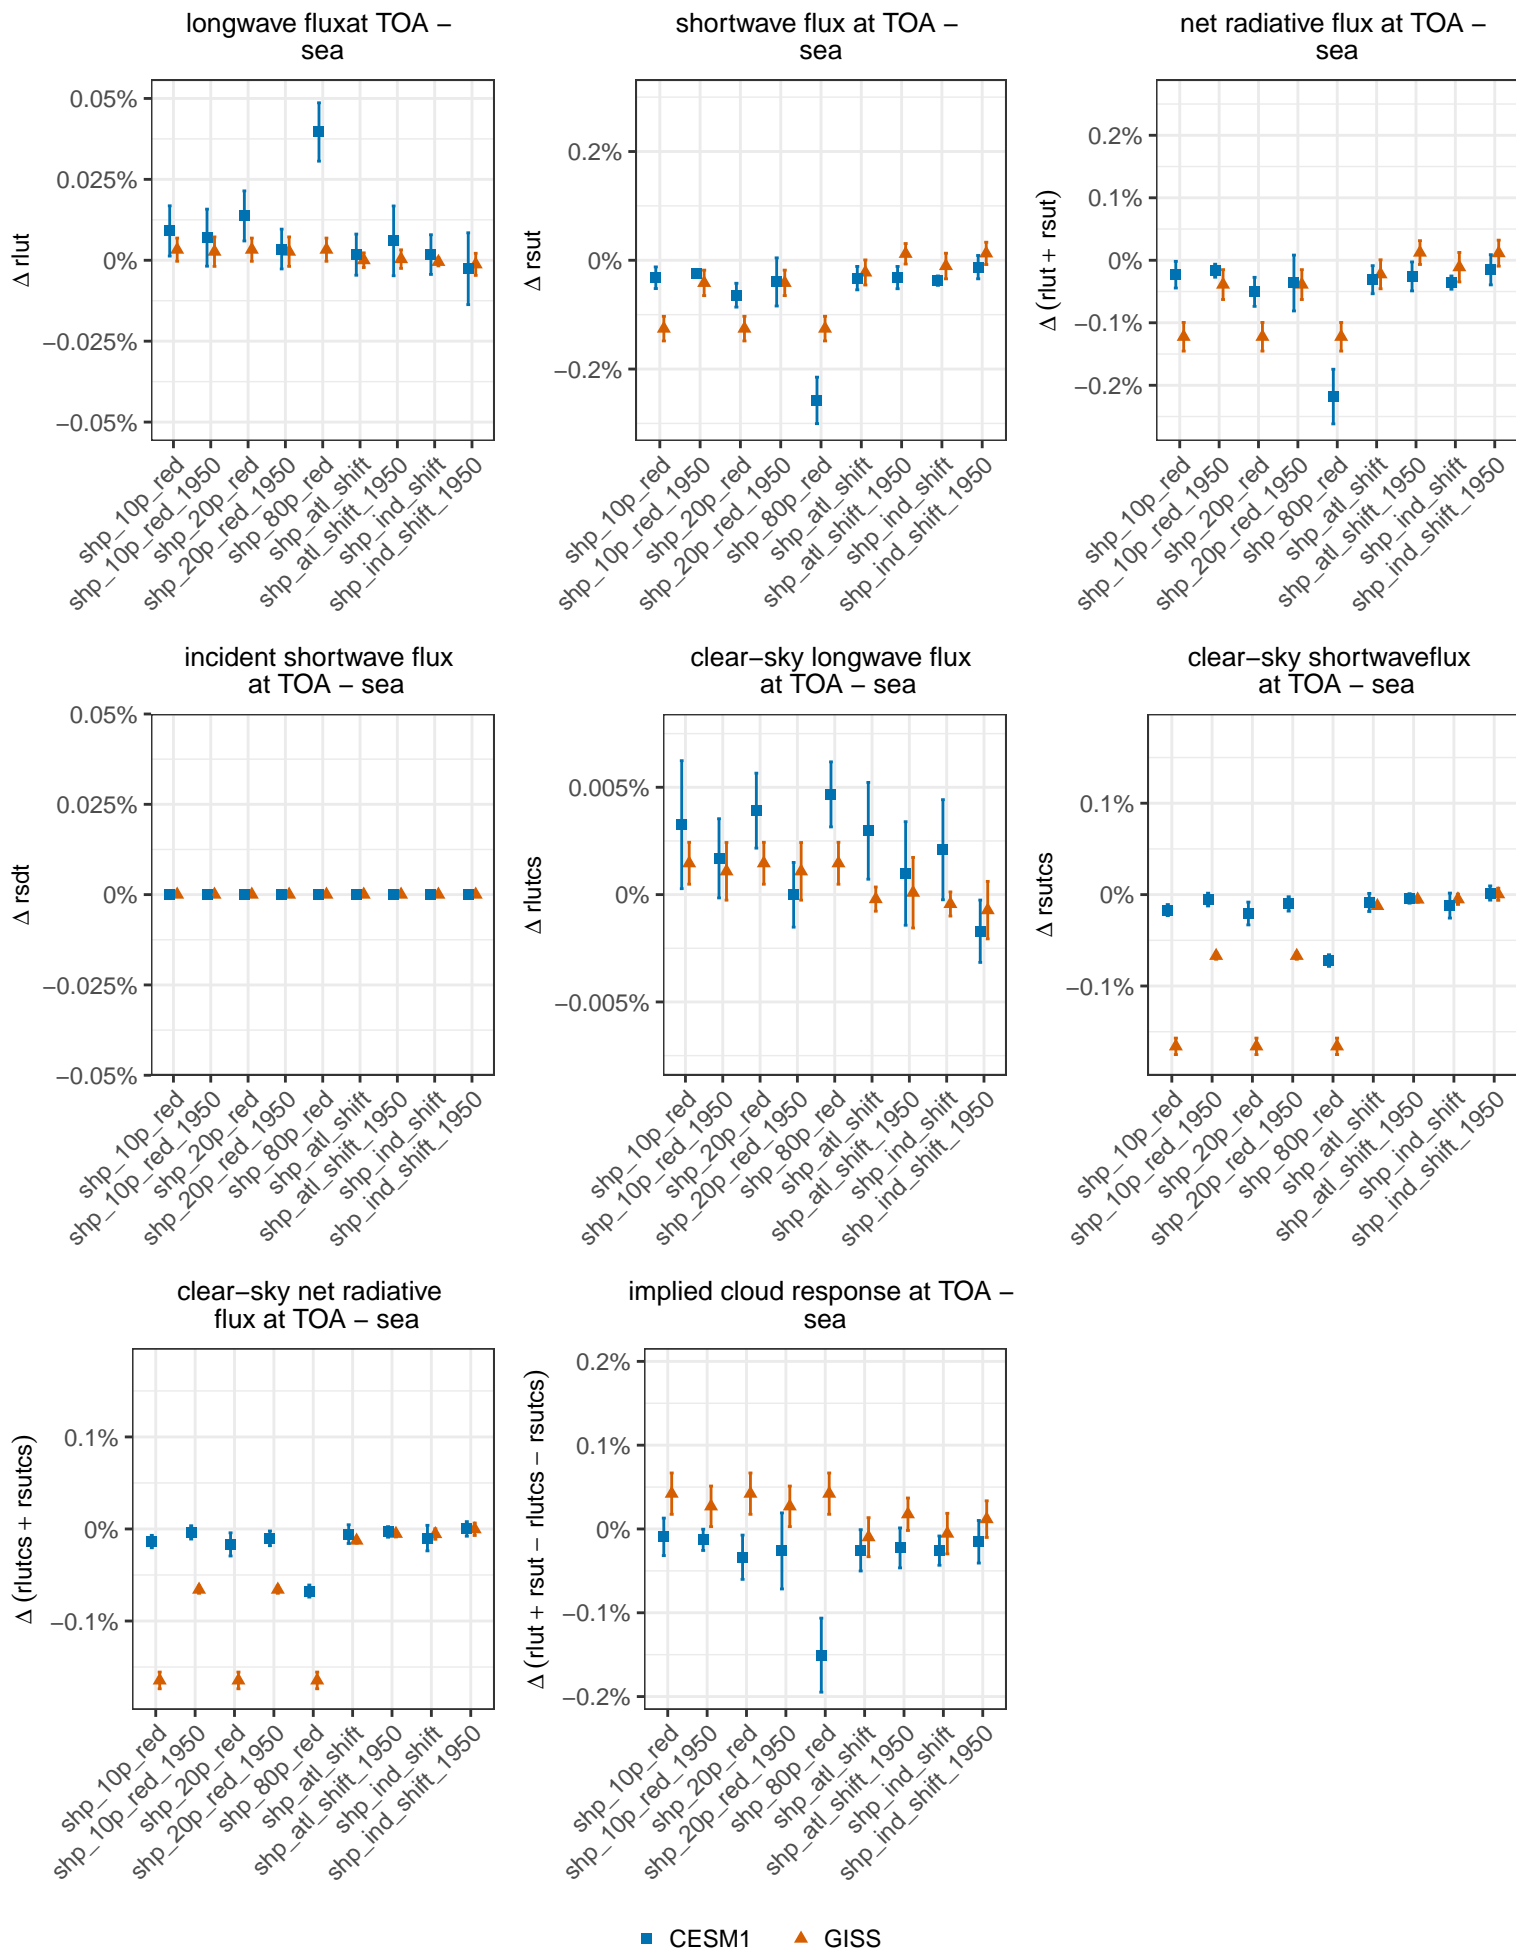 longwave fluxat TOA −
sea
Δ rlut
0.05%
0.025%
0%
−0.025%
−0.05%
shp_10p_red
shp_10p_red_1950
shp_20p_red
shp_20p_red_1950
shp_80p_red
shp_atl_shift
shp_atl_shift_1950
shp_ind_shift
shp_ind_shift_1950
shortwave flux at TOA −
sea
Δ rsut
0.2%
0%
−0.2%
shp_10p_red
shp_10p_red_1950
shp_20p_red
shp_20p_red_1950
shp_80p_red
shp_atl_shift
shp_atl_shift_1950
shp_ind_shift
shp_ind_shift_1950
net radiative flux at TOA −
sea
Δ (rlut + rsut)
0.2%
0.1%
0%
−0.1%
−0.2%
shp_10p_red
shp_10p_red_1950
shp_20p_red
shp_20p_red_1950
shp_80p_red
shp_atl_shift
shp_atl_shift_1950
shp_ind_shift
shp_ind_shift_1950
incident shortwave flux
at TOA − sea
Δ rsdt
0.05%
0.025%
0%
−0.025%
−0.05%
shp_10p_red
shp_10p_red_1950
shp_20p_red
shp_20p_red_1950
shp_80p_red
shp_atl_shift
shp_atl_shift_1950
shp_ind_shift
shp_ind_shift_1950
clear−sky longwave flux
at TOA − sea
Δ rlutcs
0.005%
0%
−0.005%
shp_10p_red
shp_10p_red_1950
shp_20p_red
shp_20p_red_1950
shp_80p_red
shp_atl_shift
shp_atl_shift_1950
shp_ind_shift
shp_ind_shift_1950
clear−sky shortwaveflux
at TOA − sea
Δ rsutcs
0.1%
0%
−0.1%
shp_10p_red
shp_10p_red_1950
shp_20p_red
shp_20p_red_1950
shp_80p_red
shp_atl_shift
shp_atl_shift_1950
shp_ind_shift
shp_ind_shift_1950
clear−sky net radiative
flux at TOA − sea
Δ (rlutcs + rsutcs)
0.1%
0%
−0.1%
shp_10p_red
shp_10p_red_1950
shp_20p_red
shp_20p_red_1950
shp_80p_red
shp_atl_shift
shp_atl_shift_1950
shp_ind_shift
shp_ind_shift_1950
implied cloud response at TOA −
sea
Δ (rlut + rsut − rlutcs − rsutcs)
0.2%
0.1%
0%
−0.1%
−0.2%
shp_10p_red
shp_10p_red_1950
shp_20p_red
shp_20p_red_1950
shp_80p_red
shp_atl_shift
shp_atl_shift_1950
shp_ind_shift
shp_ind_shift_1950
CESM1 GISS